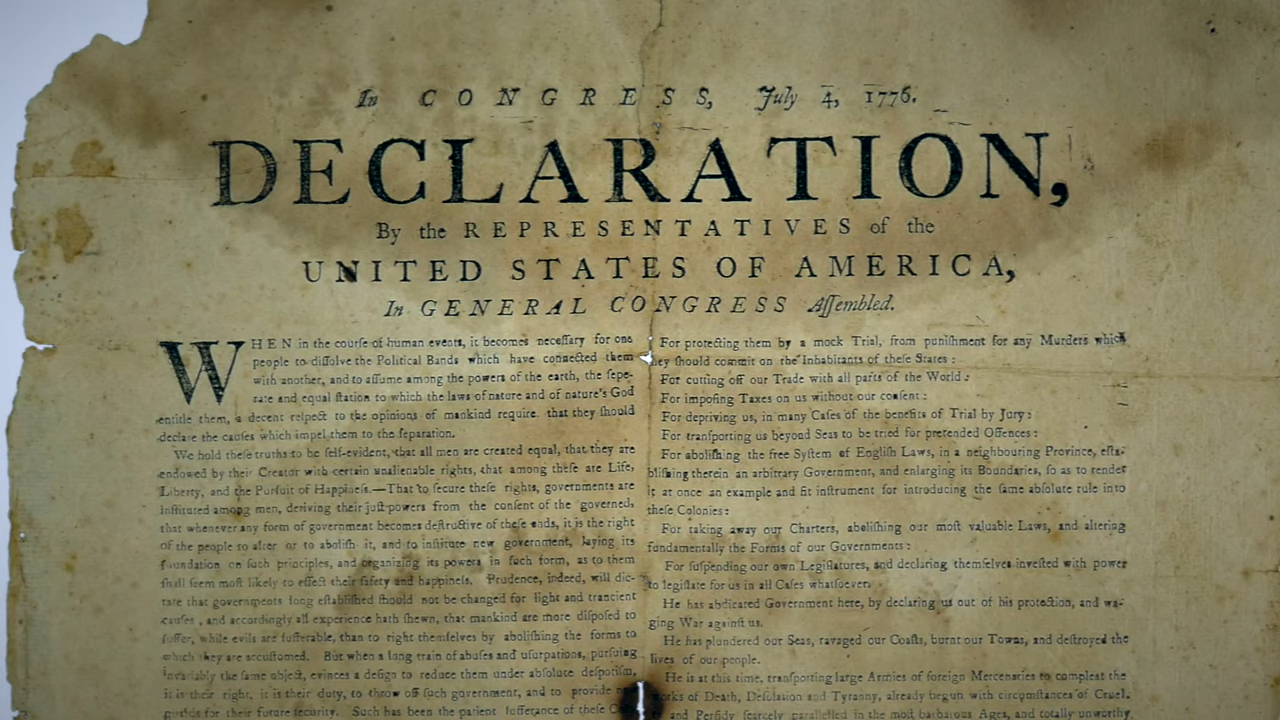 In CONGRESS, July 4, 1776.
DECLARATION,
By the REPRESENTATIVES of the
UNITED STATES OF AMERICA,
In GENERAL CONGRESS Aſſembled.
WHEN in the courſe of human events, it becomes neceſſary for one
people to diſſolve the Political Bands which have connected them
with another, and to aſſume among the powers of the earth, the ſepe-
rate and equal ſtation to which the laws of nature and of nature's God
entitle them, a decent reſpect to the opinions of mankind require that they ſhould
declare the cauſes which impel them to the ſeparation.
We hold theſe truths to be ſelf-evident, that all men are created equal, that they are
endowed by their Creator with certain unalienable rights, that among theſe are Life,
Liberty, and the Purſuit of Happineſs.—That to ſecure theſe rights, governments are
inſtituted among men, deriving their juſt powers from the conſent of the governed,
that whenever any form of government becomes deſtructive of theſe ends, it is the right
of the people to alter or to aboliſh it, and to inſtitute new government, laying its
foundation on ſuch principles, and organizing its powers in ſuch form, as to them
ſhall ſeem moſt likely to effect their ſafety and happineſs. Prudence, indeed, will dic-
tate that governments long eſtabliſhed ſhould not be changed for light and trancient
cauſes, and accordingly all experience hath ſhewn, that mankind are more diſpoſed to
ſuffer, while evils are ſufferable, than to right themſelves by aboliſhing the forms to
which they are accuſtomed. But when a long train of abuſes and uſurpations, purſuing
invariably the ſame object, evinces a deſign to reduce them under abſolute deſpotiſm,
it is their right, it is their duty, to throw off ſuch government, and to provide
guards for their future ſecurity. Such has been the patient ſufferance of theſe
For protecting them by a mock Trial, from puniſhment for any Murders which
they ſhould commit on the Inhabitants of theſe States:
For cutting off our Trade with all parts of the World:
For impoſing Taxes on us without our conſent:
For depriving us, in many Caſes of the benefits of Trial by Jury:
For tranſporting us beyond Seas to be tried for pretended Offences:
For aboliſhing the free Syſtem of Engliſh Laws, in a neighbouring Province, eſta-
bliſhing therein an arbitrary Government, and enlarging its Boundaries, ſo as to render
it at once an example and fit inſtrument for introducing the ſame abſolute rule into
theſe Colonies:
For taking away our Charters, aboliſhing our moſt valuable Laws, and altering
fundamentally the Forms of our Governments:
For ſuſpending our own Legiſlatures, and declaring themſelves inveſted with power
to legiſlate for us in all Caſes whatſoever.
He has abdicated Government here, by declaring us out of his protection, and wa-
ging War againſt us.
He has plundered our Seas, ravaged our Coaſts, burnt our Towns, and deſtroyed the
lives of our people.
He is at this time, tranſporting large Armies of foreign Mercenaries to compleat the
works of Death, Deſolation and Tyranny, already begun with circumſtances of Cruel-
and Perfidy ſcarcely parallelled in the moſt barbarous Ages, and totally unworthy